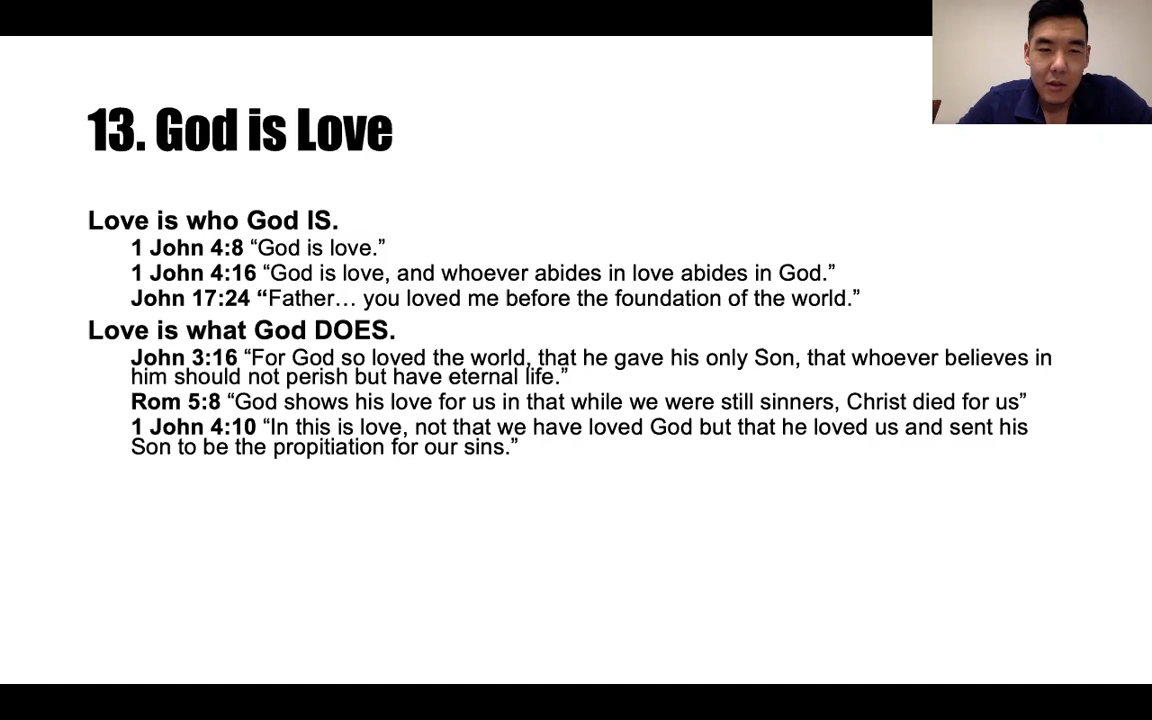 13. God is Love
Love is who God IS.
1 John 4:8 “God is love.”
1 John 4:16 “God is love, and whoever abides in love abides in God.”
John 17:24 “Father… you loved me before the foundation of the world.”
Love is what God DOES.
John 3:16 “For God so loved the world, that he gave his only Son, that whoever believes in
him should not perish but have eternal life.”
Rom 5:8 “God shows his love for us in that while we were still sinners, Christ died for us”
1 John 4:10 “In this is love, not that we have loved God but that he loved us and sent his
Son to be the propitiation for our sins.”